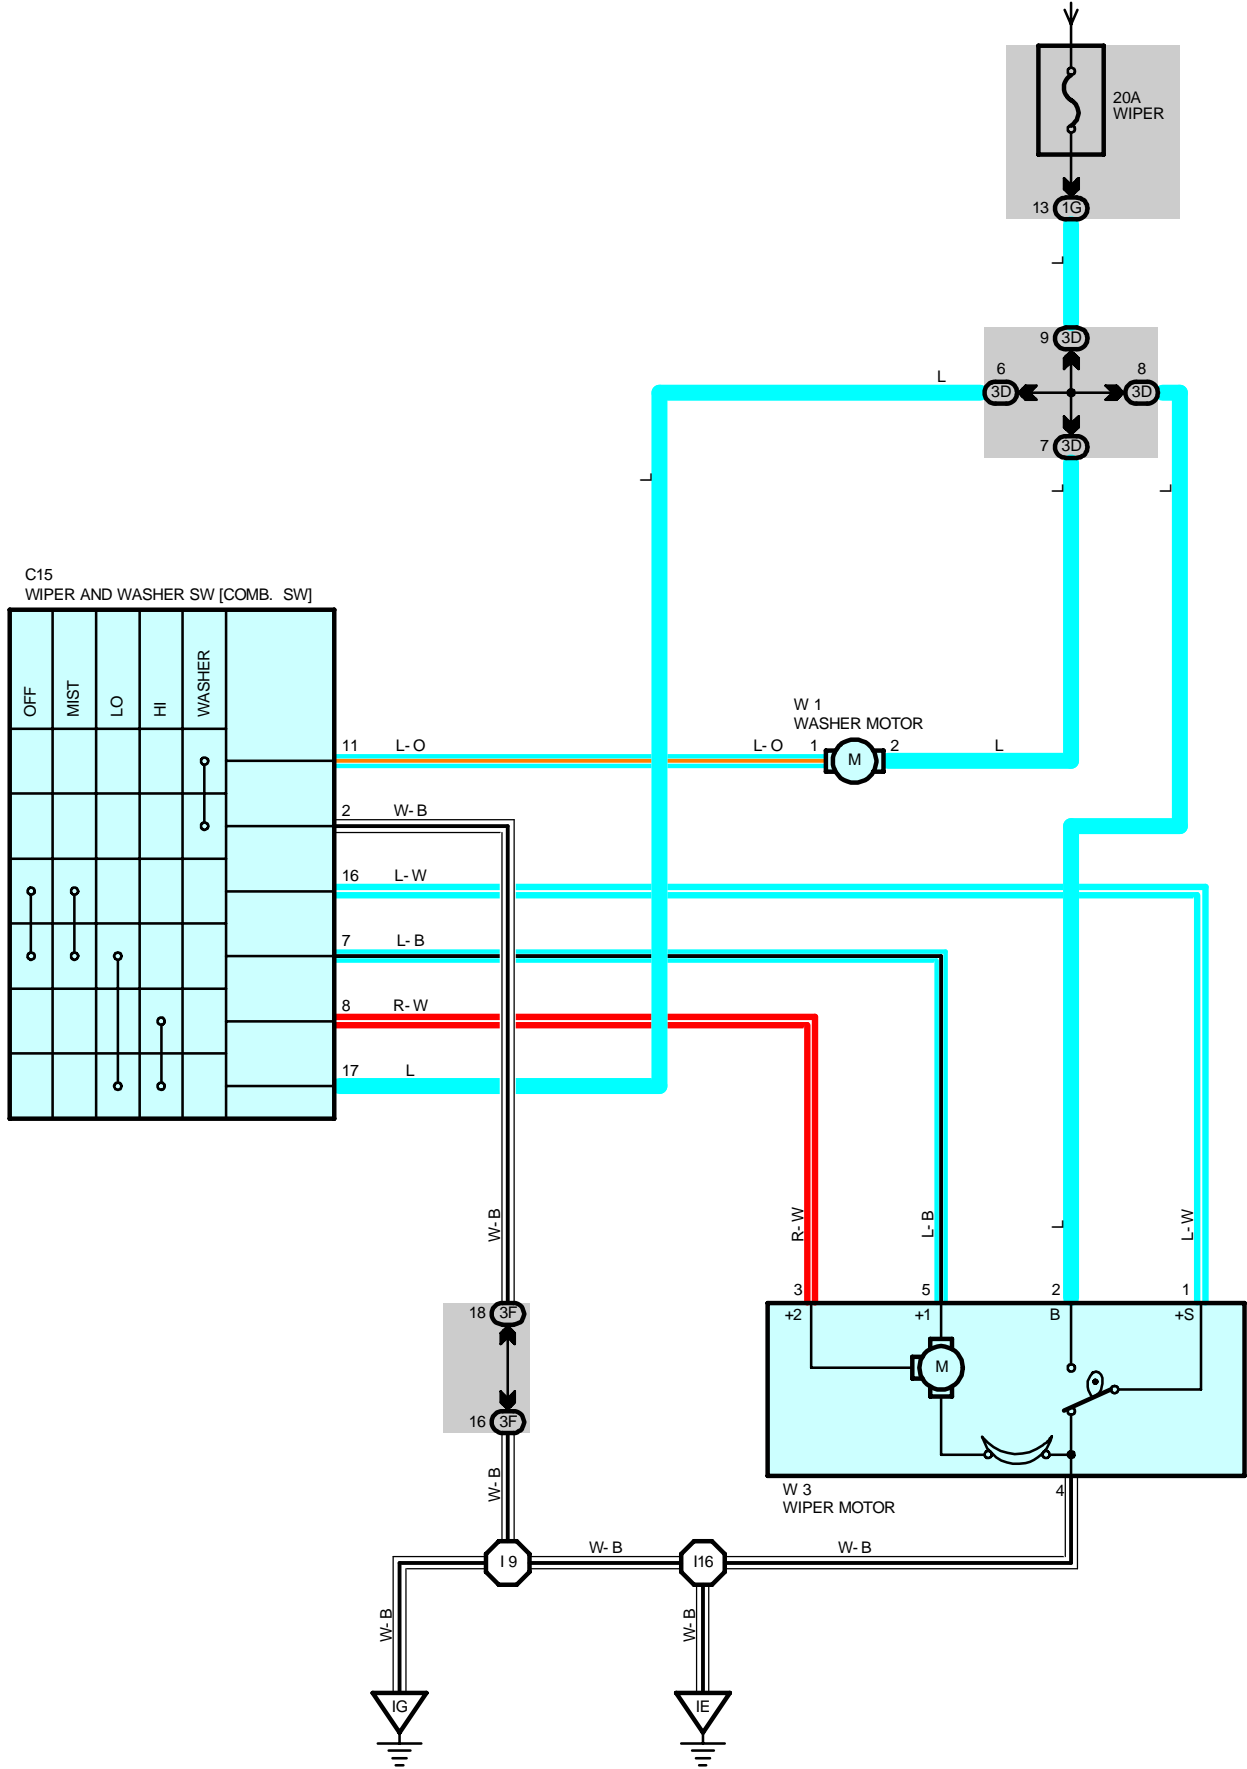 20A
WIPER
13 1G
L
9 3D
6
8
3D
3D
L
7 3D
L
L
L
C15
WIPER AND WASHER SW [COMB. SW]
OFF
MIST
LO
HI
WASHER
W 1
WASHER MOTOR
11 L-O
L-O 1
M
2
L
2 W-B
16 L-W
7 L-B
8 R-W
17 L
W-B
R-W
L-B
L
L-W
3
5
2
1
+2
+1
B
+S
M
18 3F
16 3F
W 3
WIPER MOTOR
4
W-B
I 9
W-B
I16
W-B
W-B
W-B
IG
IE